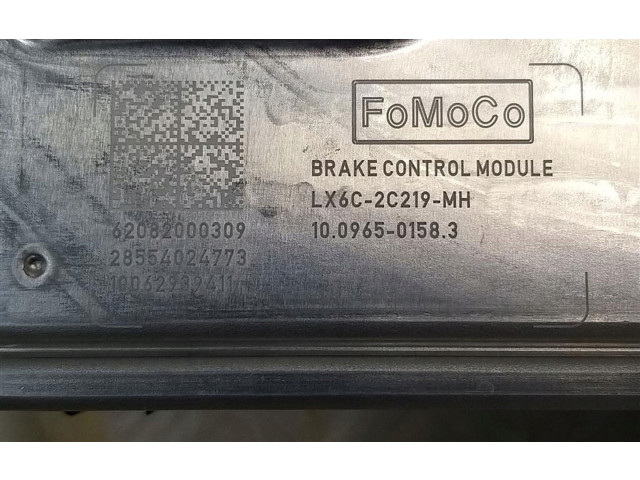 FoMoCo
BRAKE CONTROL MODULE
LX6C-2C219-MH
10.0965-0158.3
62082000309
28554024773